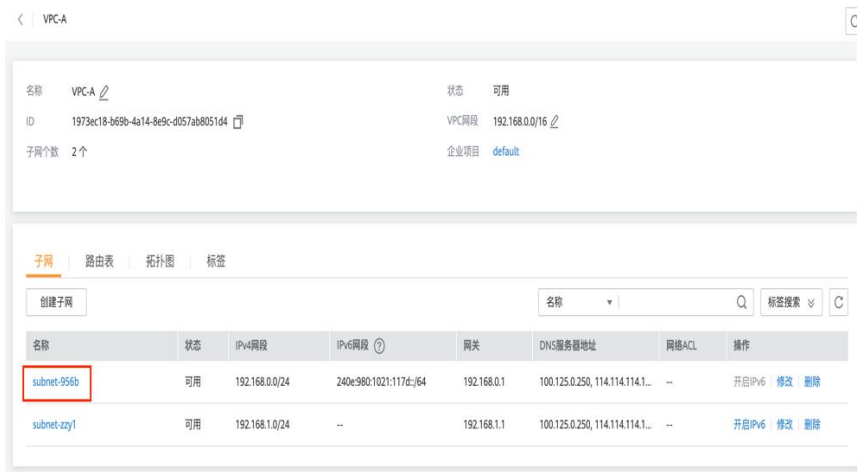 VPC-A
名称 VPC-A
状态 可用
ID 1973ec18-b69b-4a14-8e9c-d057ab8051d4
VPC网段 192.168.0.0/16
子网个数 2 个
企业项目 default
子网 路由表 拓扑图 标签
创建子网 名称 标签搜索
名称 状态 IPv4网段 IPv6网段 网关 DNS服务器地址 网络ACL 操作
subnet-956b 可用 192.168.0.0/24 240e:980:1021:117d::/64 192.168.0.1 100.125.0.250, 114.114.114.1... -- 开启IPv6 修改 删除
subnet-zzy1 可用 192.168.1.0/24 -- 192.168.1.1 100.125.0.250, 114.114.114.1... -- 开启IPv6 修改 删除